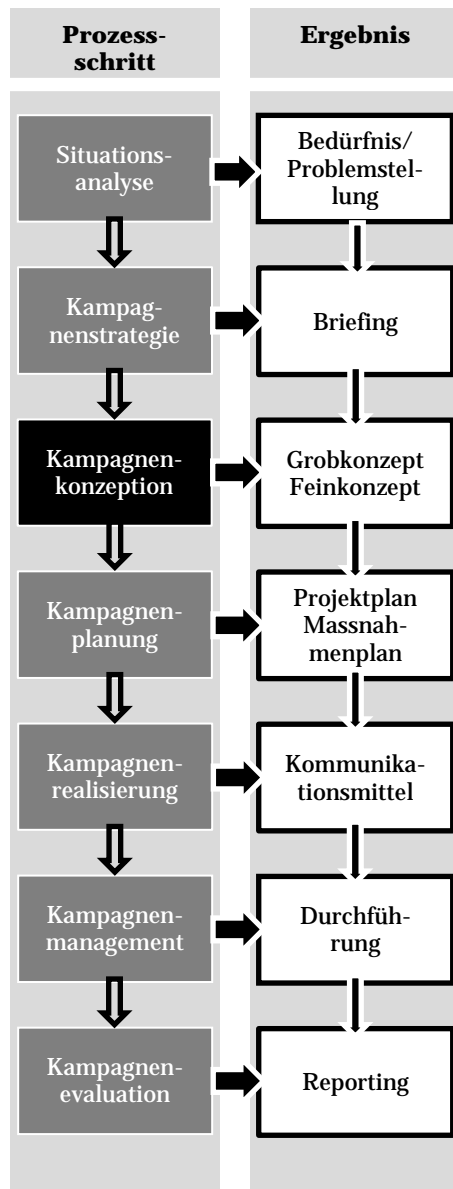 Prozess-
schritt
Ergebnis
Situations-
analyse
Bedürfnis/
Problemstel-
lung
Kampag-
nenstrategie
Briefing
Kampagnen-
konzeption
Grobkonzept
Feinkonzept
Kampagnen-
planung
Projektplan
Massnah-
menplan
Kampagnen-
realisierung
Kommunika-
tionsmittel
Kampagnen-
management
Durchfüh-
rung
Kampagnen-
evaluation
Reporting